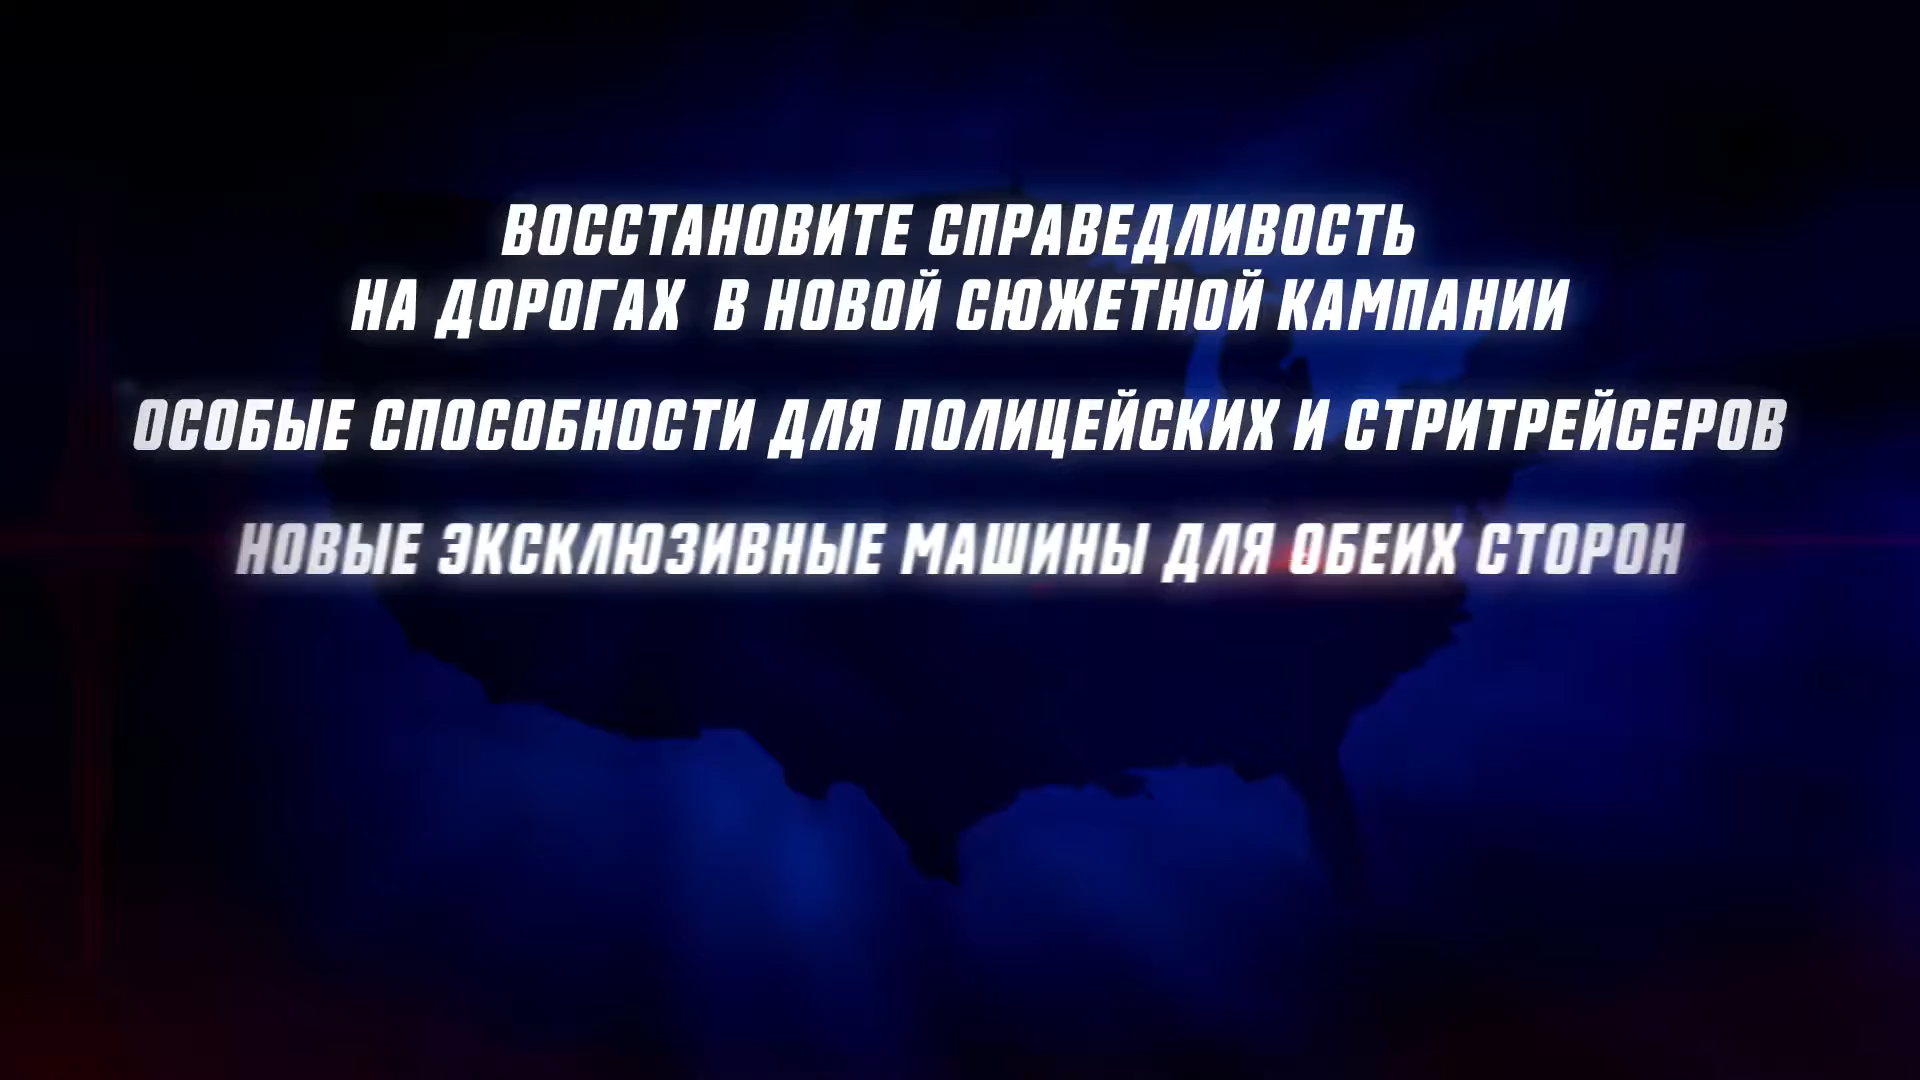 ВОССТАНОВИТЕ СПРАВЕДЛИВОСТЬ
НА ДОРОГАХ В НОВОЙ СЮЖЕТНОЙ КАМПАНИИ
ОСОБЫЕ СПОСОБНОСТИ ДЛЯ ПОЛИЦЕЙСКИХ И СТРИТРЕЙСЕРОВ
НОВЫЕ ЭКСКЛЮЗИВНЫЕ МАШИНЫ ДЛЯ ОБЕИХ СТОРОН